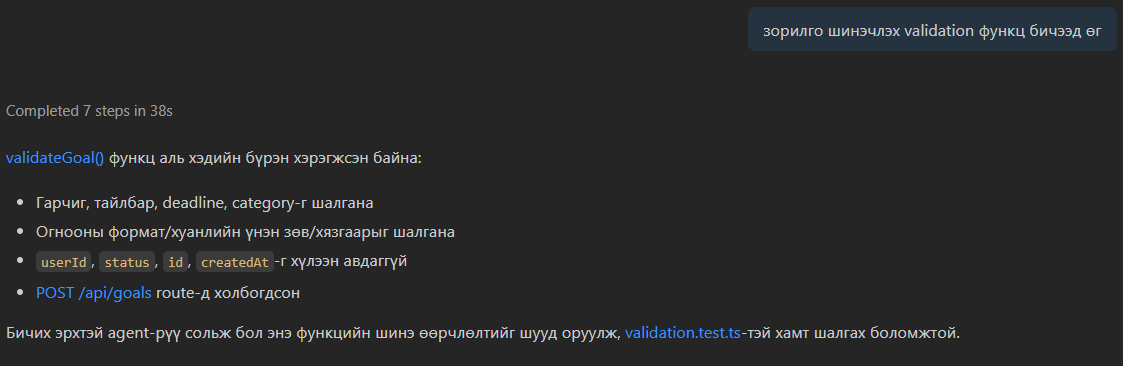 зорилго шинэчлэх validation функц бичээд өг
Completed 7 steps in 38s
validateGoal() функц аль хэдийн бүрэн хэрэгжсэн байна:
Гарчиг, тайлбар, deadline, category-г шалгана
Огнооны формат/хуанлийн үнэн зөв/хязгаарыг шалгана
userId, status, id, createdAt-г хүлээн авдаггүй
POST /api/goals route-д холбогдсон
Бичих эрхтэй agent-рүү сольж бол энэ функцийн шинэ өөрчлөлтийг шууд оруулж, validation.test.ts-тэй хамт шалгах боломжтой.